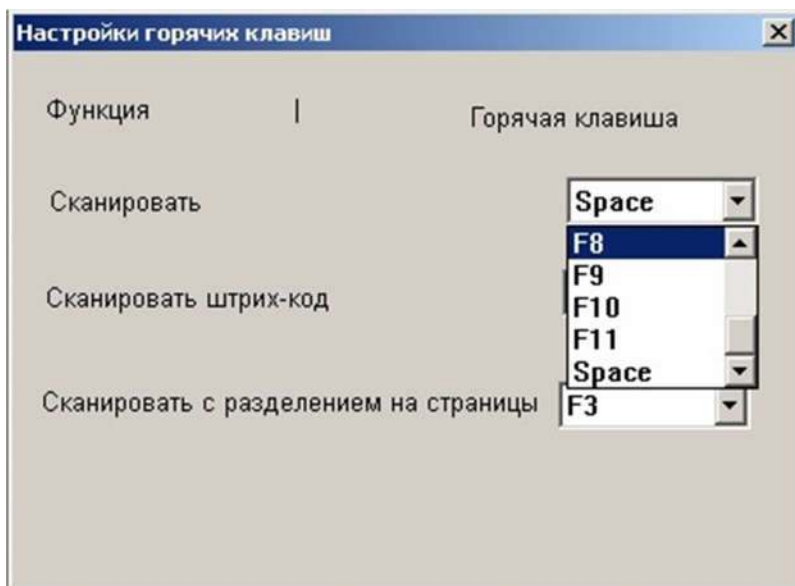 Настройки горячих клавиш
Функция | Горячая клавиша
Сканировать Space
F8
F9
F10
F11
Space
Сканировать штрих-код
Сканировать с разделением на страницы F3